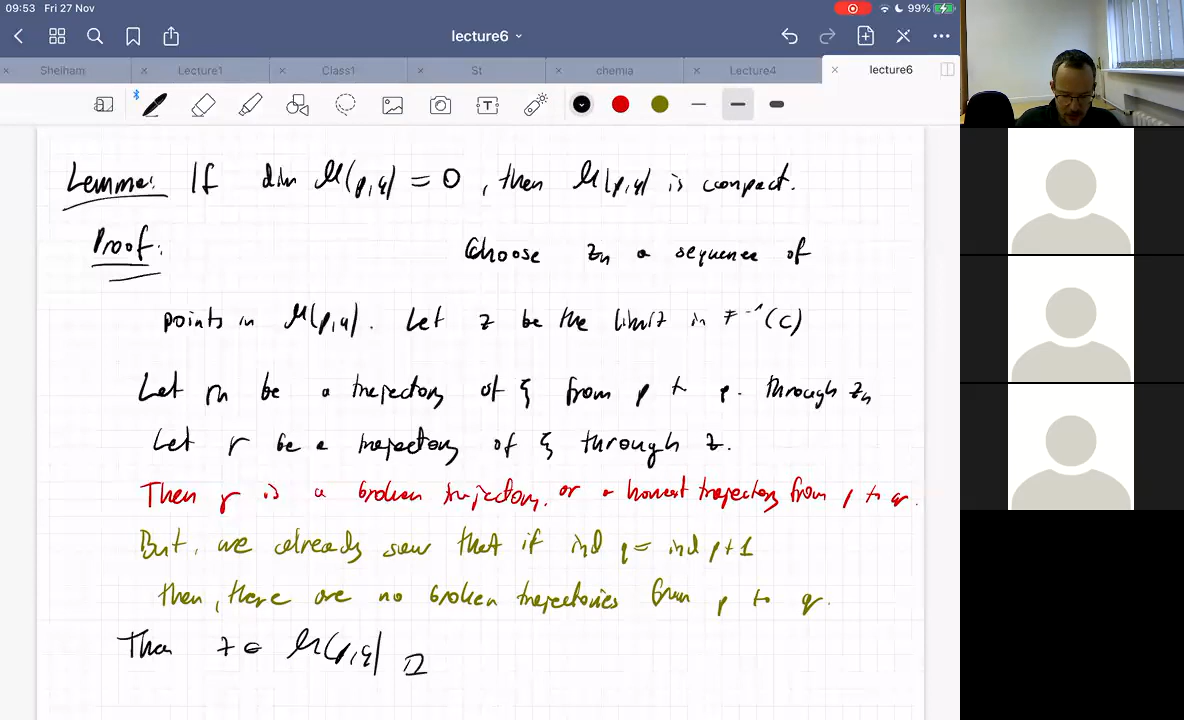 09:53 Fri 27 Nov
99%
lecture6
Shelham
Lecture1
Class1
St
chemia
Lecture4
lecture6
Lemma: If dim M(p,q) = 0, then M(p,q) is compact.
Proof: Choose zn a sequence of
points in M(p,q). Let z be the limit in F⁻¹(c)
Let γn be a trajectory of ξ from p to q. through zn
Let γ be a trajectory of ξ through z.
Then γ is a broken trajectory, or a honest trajectory from p to q.
But, we already saw that if ind q = ind p+1
then, there are no broken trajectories from p to q.
Then z ∈ M(p,q) □